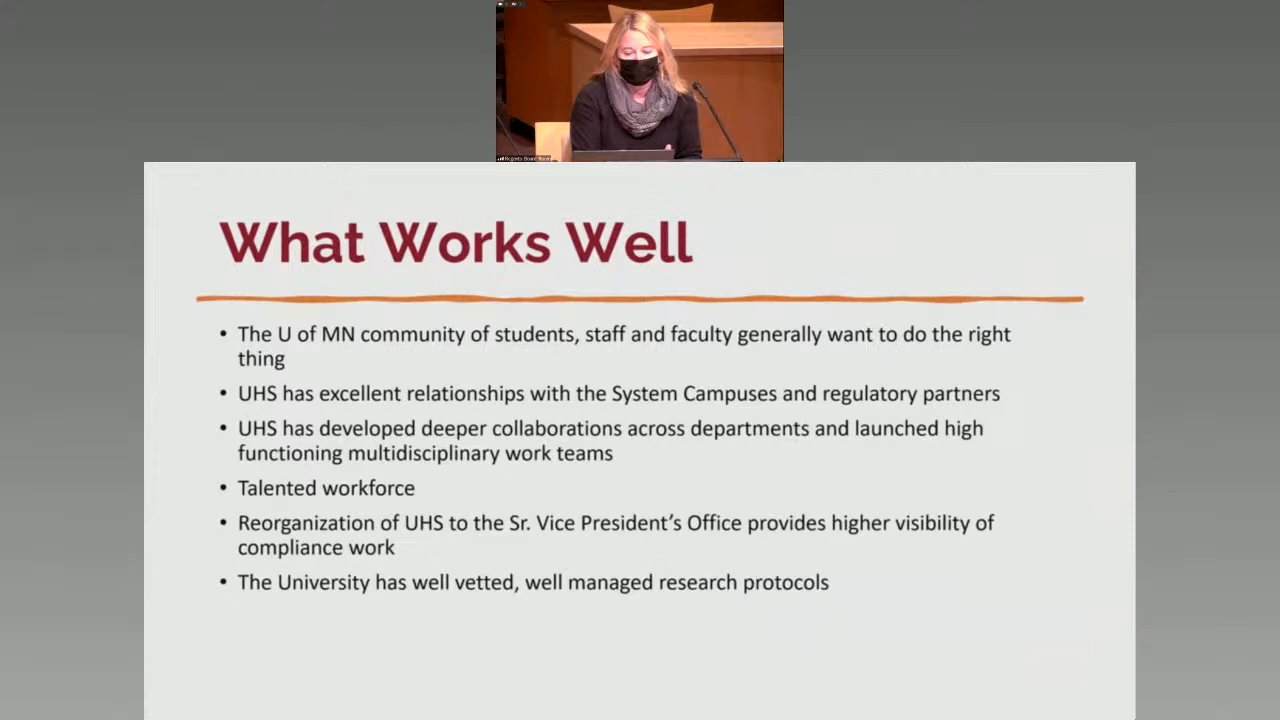 Regents Board Room
What Works Well
• The U of MN community of students, staff and faculty generally want to do the right
thing
• UHS has excellent relationships with the System Campuses and regulatory partners
• UHS has developed deeper collaborations across departments and launched high
functioning multidisciplinary work teams
• Talented workforce
• Reorganization of UHS to the Sr. Vice President’s Office provides higher visibility of
compliance work
• The University has well vetted, well managed research protocols